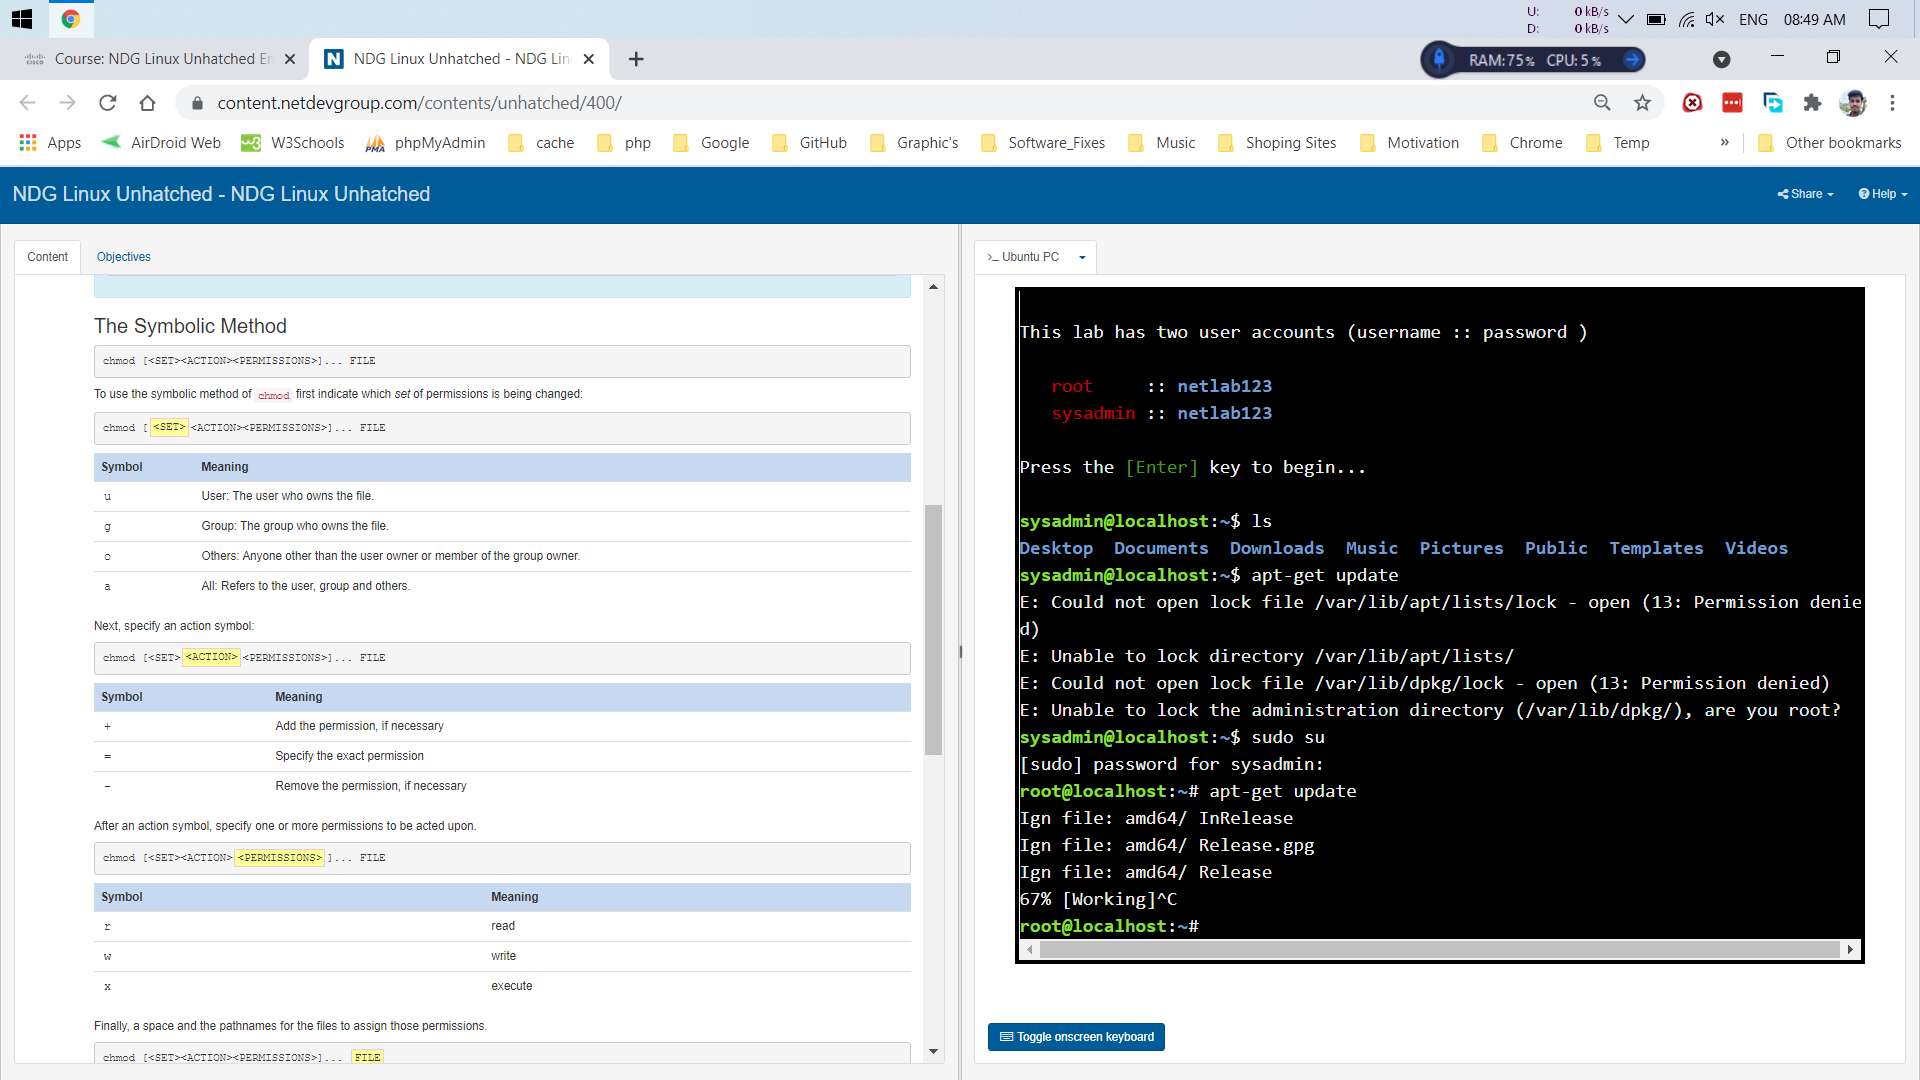 U: 0 kB/s
D: 0 kB/s
ENG 08:49 AM
Course: NDG Linux Unhatched En
NDG Linux Unhatched - NDG Lin
RAM:75% CPU:5%
content.netdevgroup.com/contents/unhatched/400/
Apps AirDroid Web W3Schools phpMyAdmin cache php Google GitHub Graphic's Software_Fixes Music Shoping Sites Motivation Chrome Temp » Other bookmarks
NDG Linux Unhatched - NDG Linux Unhatched
Share
Help
Content
Objectives
The Symbolic Method
chmod [<SET><ACTION><PERMISSIONS>]... FILE
To use the symbolic method of chmod first indicate which set of permissions is being changed:
chmod [<SET><ACTION><PERMISSIONS>]... FILE
Symbol Meaning
u User: The user who owns the file.
g Group: The group who owns the file.
o Others: Anyone other than the user owner or member of the group owner.
a All: Refers to the user, group and others.
Next, specify an action symbol:
chmod [<SET><ACTION><PERMISSIONS>]... FILE
Symbol Meaning
+ Add the permission, if necessary
= Specify the exact permission
- Remove the permission, if necessary
After an action symbol, specify one or more permissions to be acted upon.
chmod [<SET><ACTION><PERMISSIONS>]... FILE
Symbol Meaning
r read
w write
x execute
Finally, a space and the pathnames for the files to assign those permissions.
chmod [<SET><ACTION><PERMISSIONS>]... FILE
>_ Ubuntu PC
This lab has two user accounts (username :: password )
root :: netlab123
sysadmin :: netlab123
Press the [Enter] key to begin...
sysadmin@localhost:~$ ls
Desktop Documents Downloads Music Pictures Public Templates Videos
sysadmin@localhost:~$ apt-get update
E: Could not open lock file /var/lib/apt/lists/lock - open (13: Permission denie
d)
E: Unable to lock directory /var/lib/apt/lists/
E: Could not open lock file /var/lib/dpkg/lock - open (13: Permission denied)
E: Unable to lock the administration directory (/var/lib/dpkg/), are you root?
sysadmin@localhost:~$ sudo su
[sudo] password for sysadmin:
root@localhost:~# apt-get update
Ign file: amd64/ InRelease
Ign file: amd64/ Release.gpg
Ign file: amd64/ Release
67% [Working]^C
root@localhost:~#
Toggle onscreen keyboard